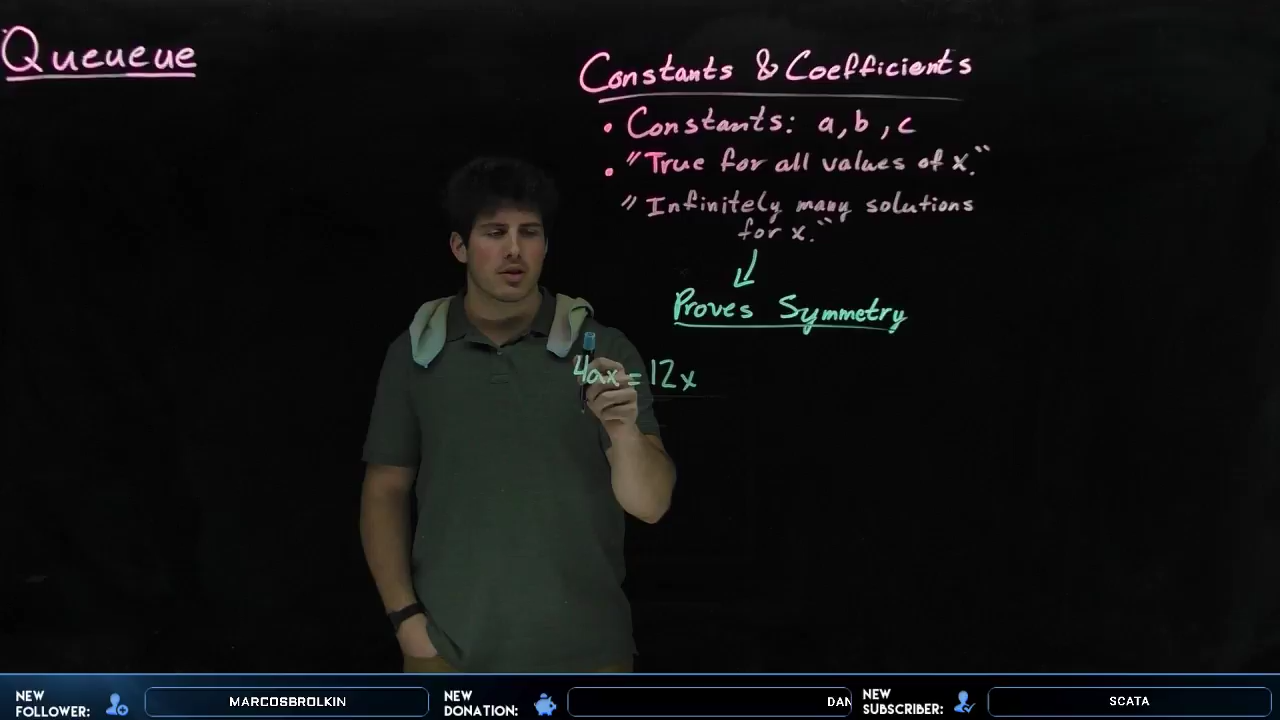 Queueue
Constants & Coefficients
• Constants: a, b, c
• "True for all values of x."
"Infinitely many solutions
for x."
Proves Symmetry
4ax = 12x
NEW
FOLLOWER:
MARCOSBROLKIN
NEW
DONATION:
DAN
NEW
SUBSCRIBER:
SCATA